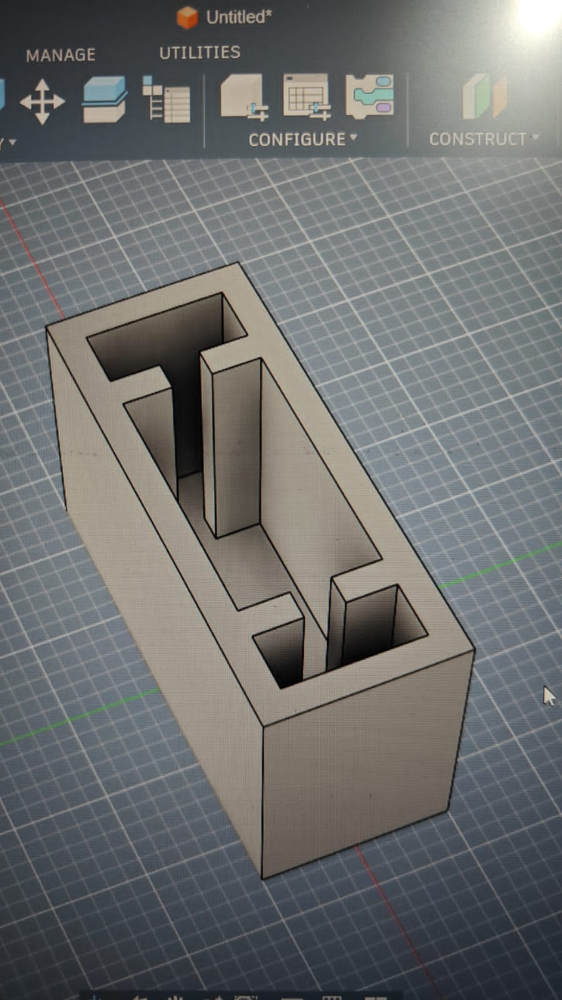 Untitled*
MANAGE UTILITIES
CONFIGURE CONSTRUCT